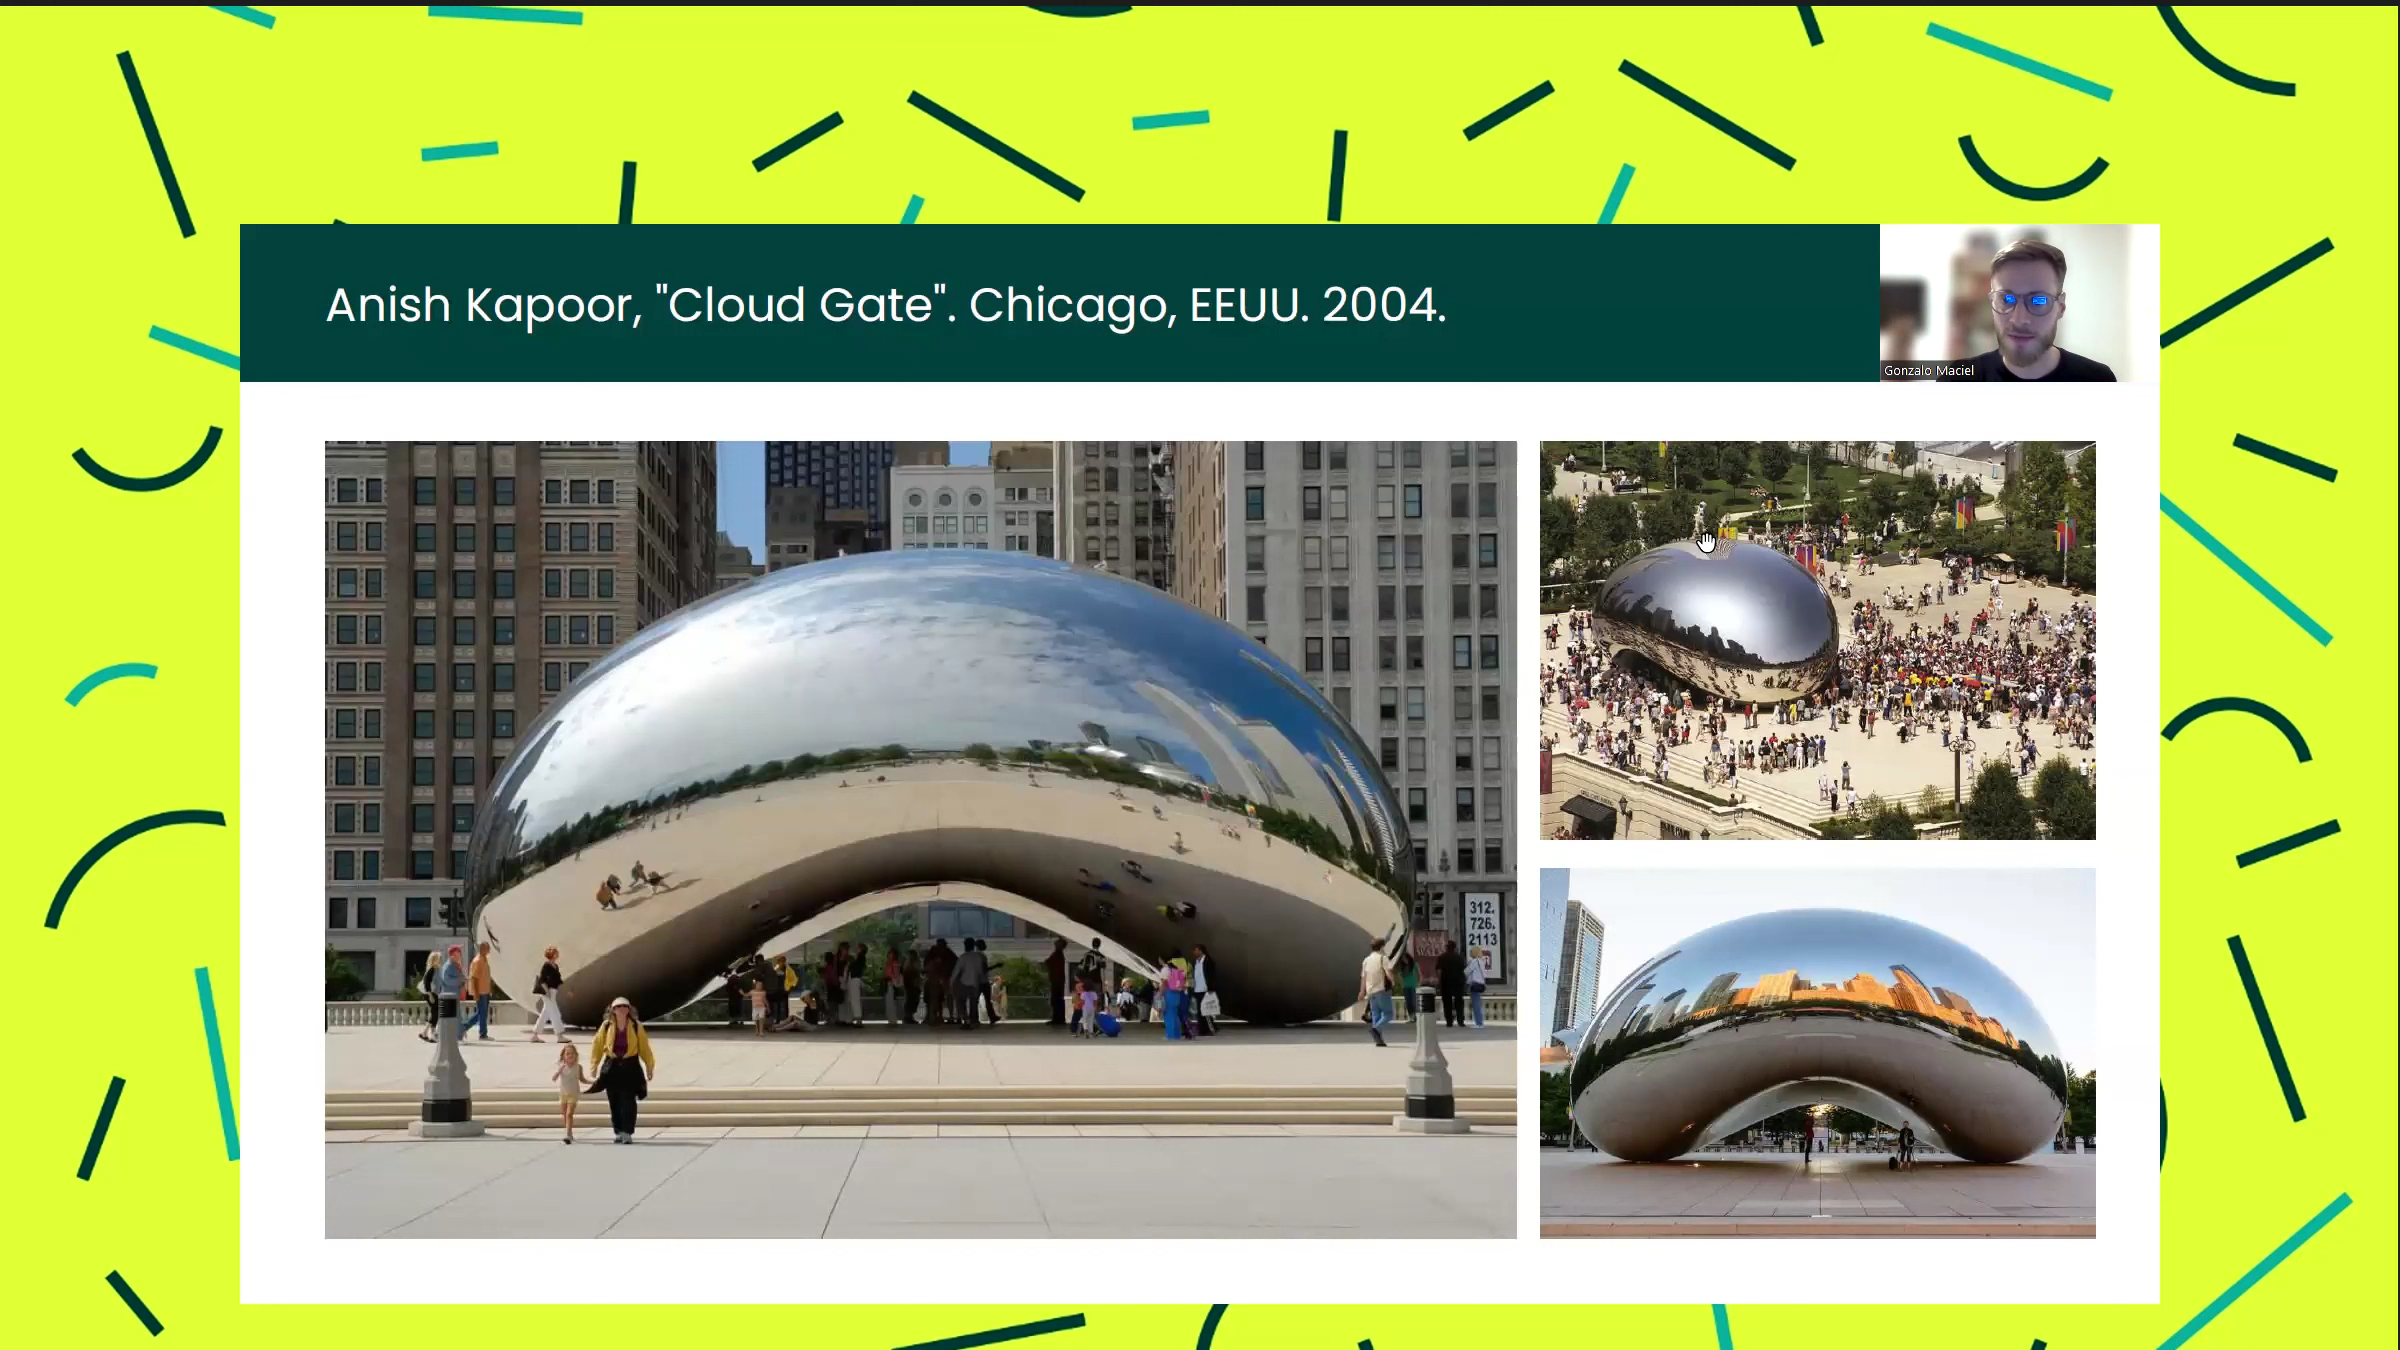 Anish Kapoor, "Cloud Gate". Chicago, EEUU. 2004.
Gonzalo Maciel
312.
726.
2113